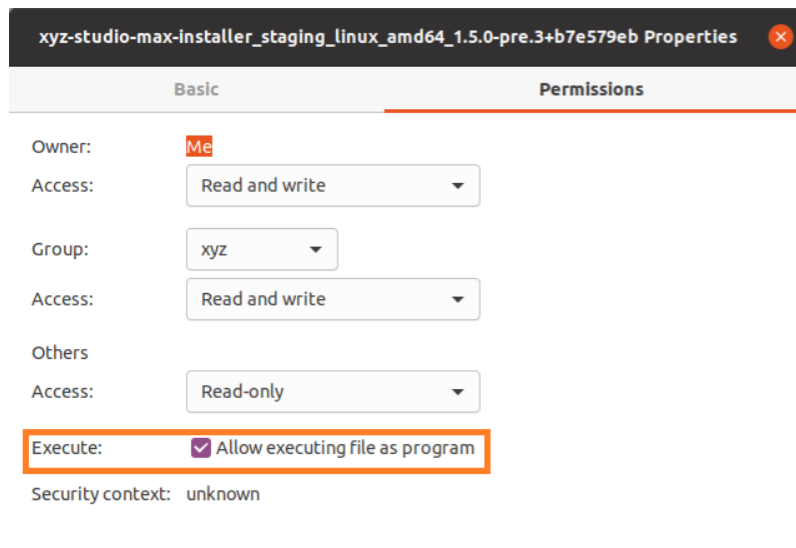 xyz-studio-max-installer_staging_linux_amd64_1.5.0-pre.3+b7e579eb Properties
Basic Permissions
Owner: Me
Access: Read and write
Group: xyz
Access: Read and write
Others
Access: Read-only
Execute: Allow executing file as program
Security context: unknown